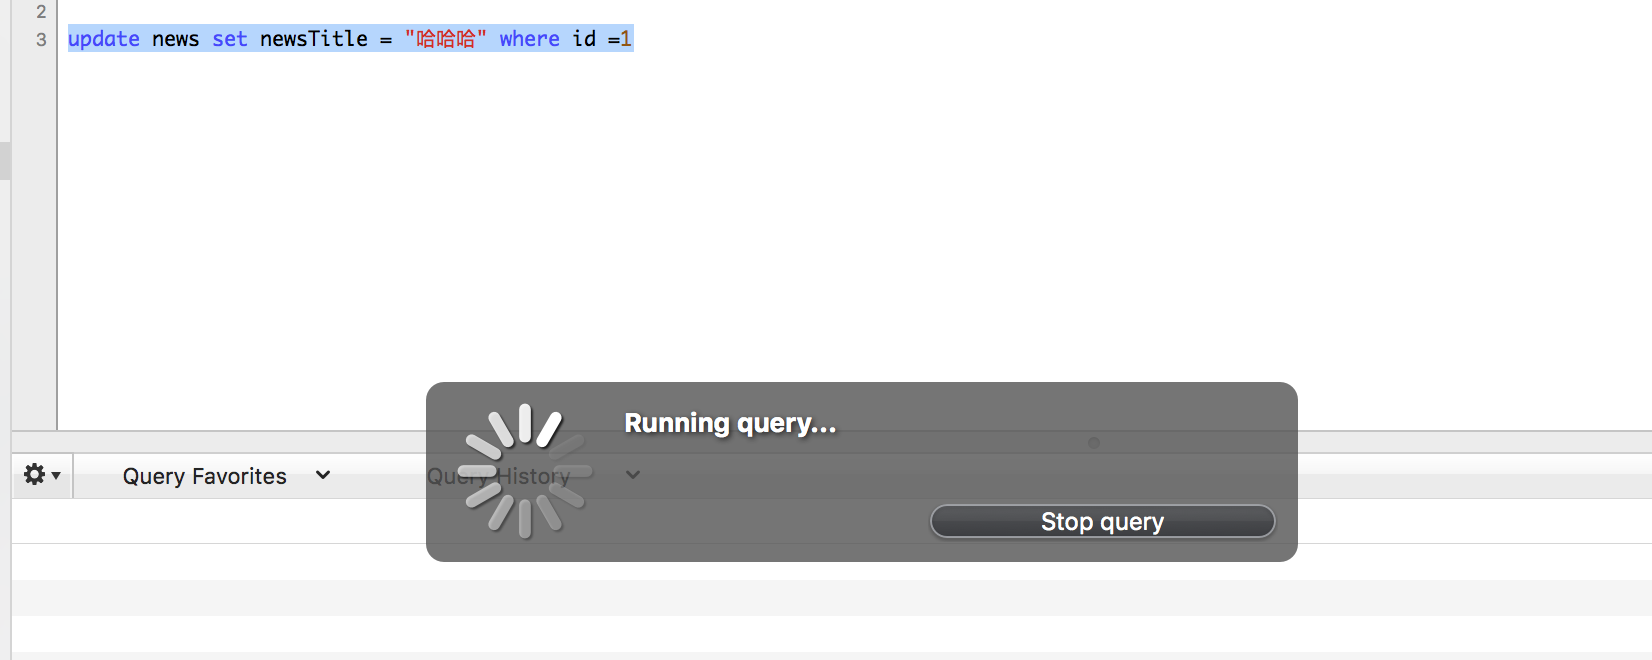 2
3 update news set newsTitle = "哈哈哈" where id =1
Running query...
Query Favorites
Query History
Stop query